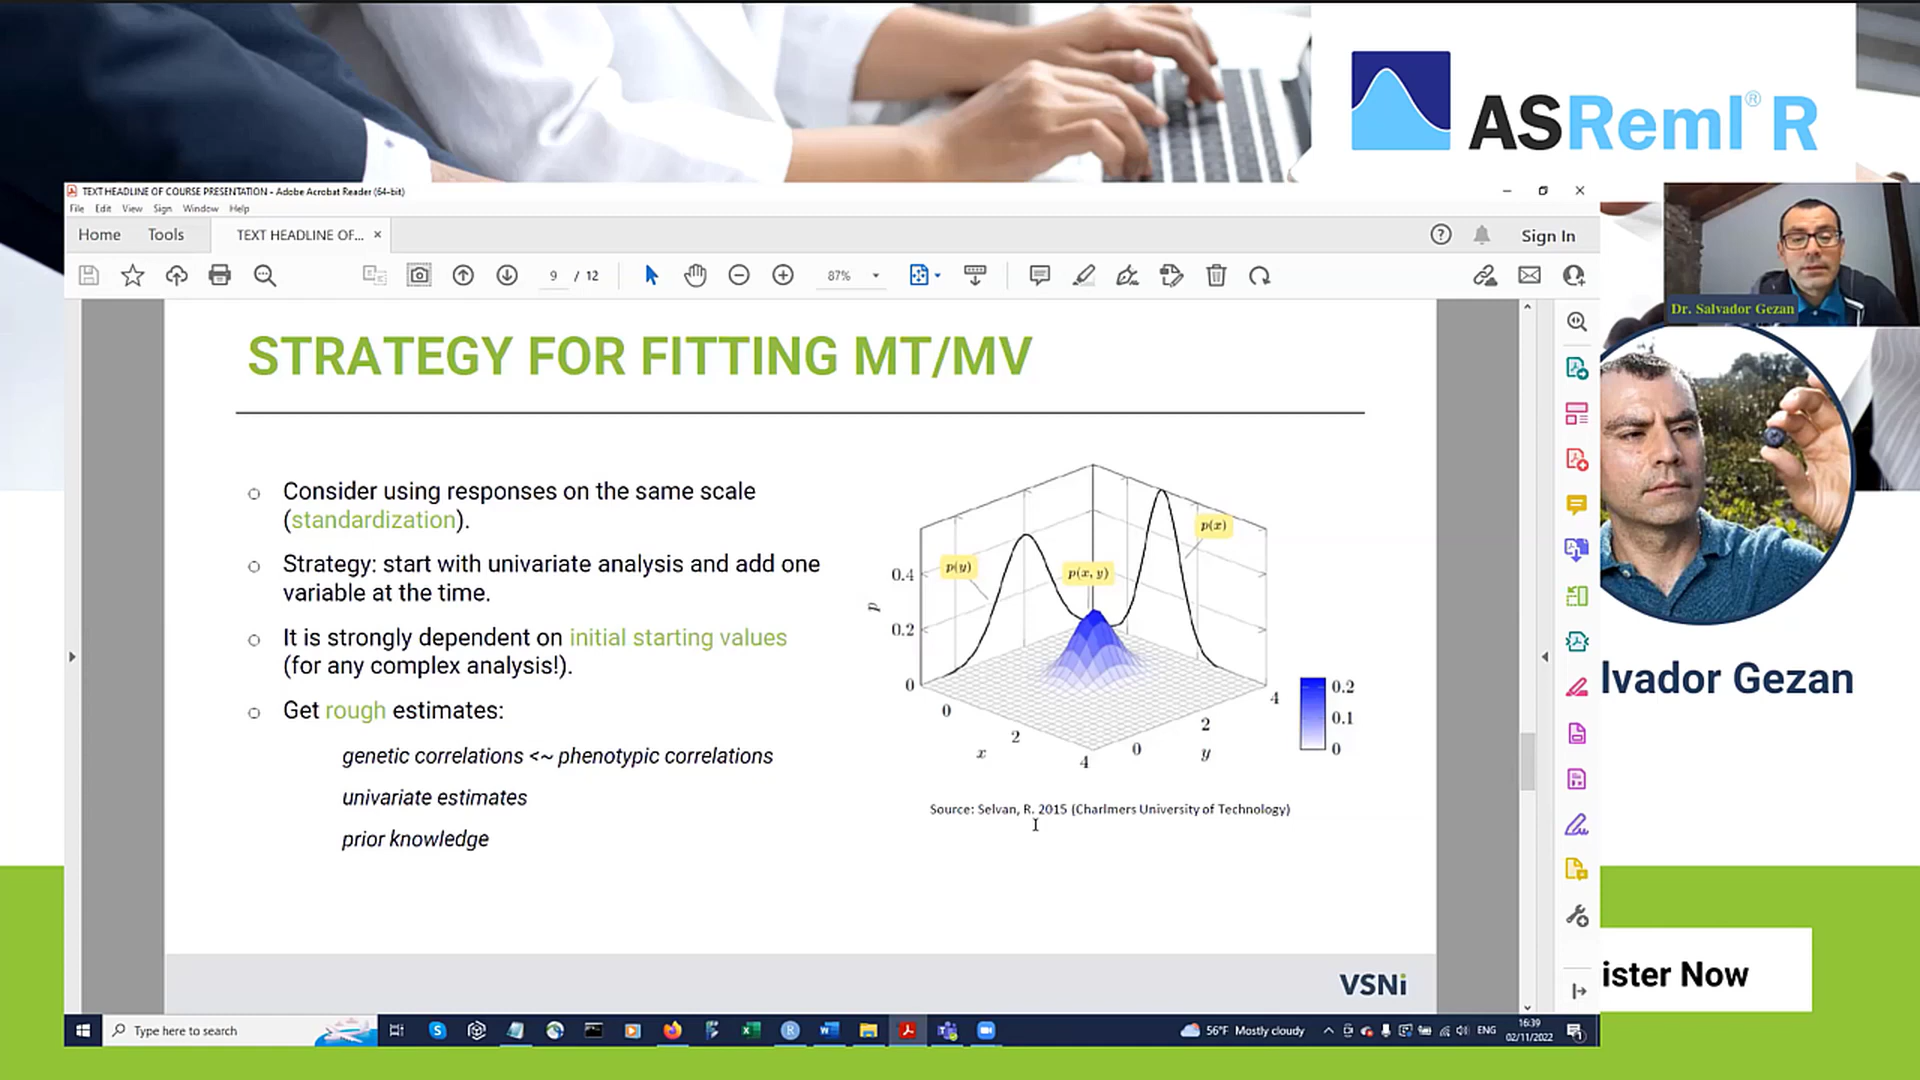 ASReml® R
TEXT HEADLINE OF COURSE PRESENTATION - Adobe Acrobat Reader (64-bit)
File Edit View Sign Window Help
Home Tools TEXT HEADLINE OF... ×
Sign In
9 / 12
87%
Dr. Salvador Gezan
STRATEGY FOR FITTING MT/MV
Consider using responses on the same scale
(standardization).
Strategy: start with univariate analysis and add one
variable at the time.
It is strongly dependent on initial starting values
(for any complex analysis!).
Get rough estimates:
genetic correlations <~ phenotypic correlations
univariate estimates
prior knowledge
p(x)
p(y)
p(x, y)
0.4
p
0.2
0
0
2
x
4
0
2
y
4
0.2
0.1
0
Source: Selvan, R. 2015 (Charlmers University of Technology)
lvador Gezan
ister Now
VSNi
Type here to search
56°F Mostly cloudy
ENG
16:39
02/11/2022